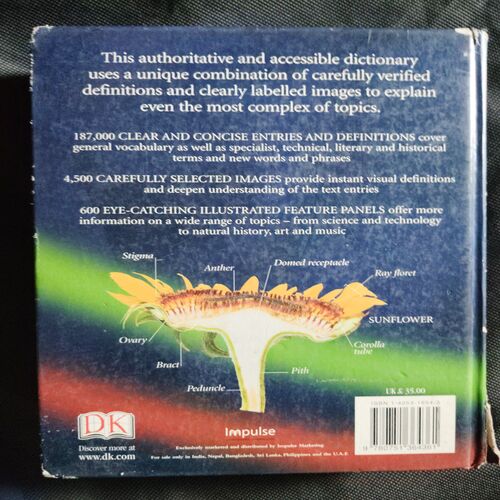 This authoritative and accessible dictionary
uses a unique combination of carefully verified
definitions and clearly labelled images to explain
even the most complex of topics.
187,000 CLEAR AND CONCISE ENTRIES AND DEFINITIONS cover
general vocabulary as well as specialist, technical, literary and historical
terms and new words and phrases
4,500 CAREFULLY SELECTED IMAGES provide instant visual definitions
and deepen understanding of the text entries
600 EYE-CATCHING ILLUSTRATED FEATURE PANELS offer more
information on a wide range of topics – from science and technology
to natural history, art and music
Stigma
Anther
Domed receptacle
Ray floret
SUNFLOWER
Ovary
Corolla
tube
Bract
Pith
Peduncle
UK£ 35.00
DK
Discover more at
www.dk.com
Impulse
Exclusively marketed and distributed by Impulse Marketing.
For sale only in India, Nepal, Bangladesh, Sri Lanka, Philippines and the U.A.E.